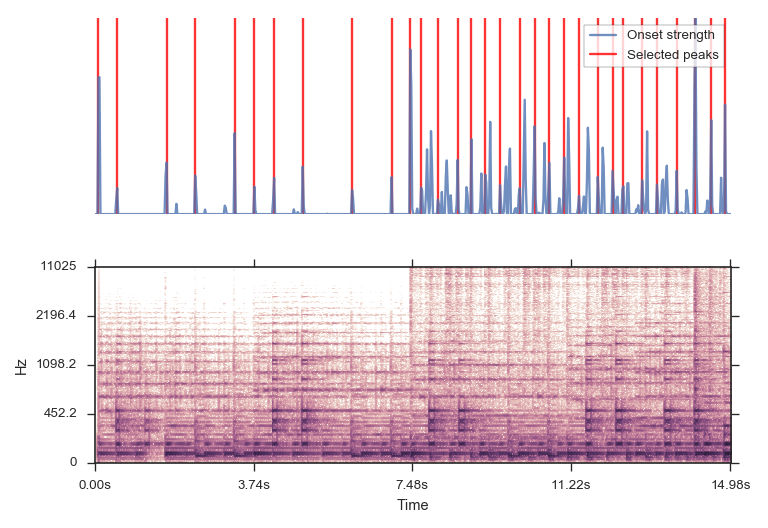 Onset strength
Selected peaks
11025
2196.4
1098.2
452.2
0
Hz
0.00s 3.74s 7.48s 11.22s 14.98s
Time